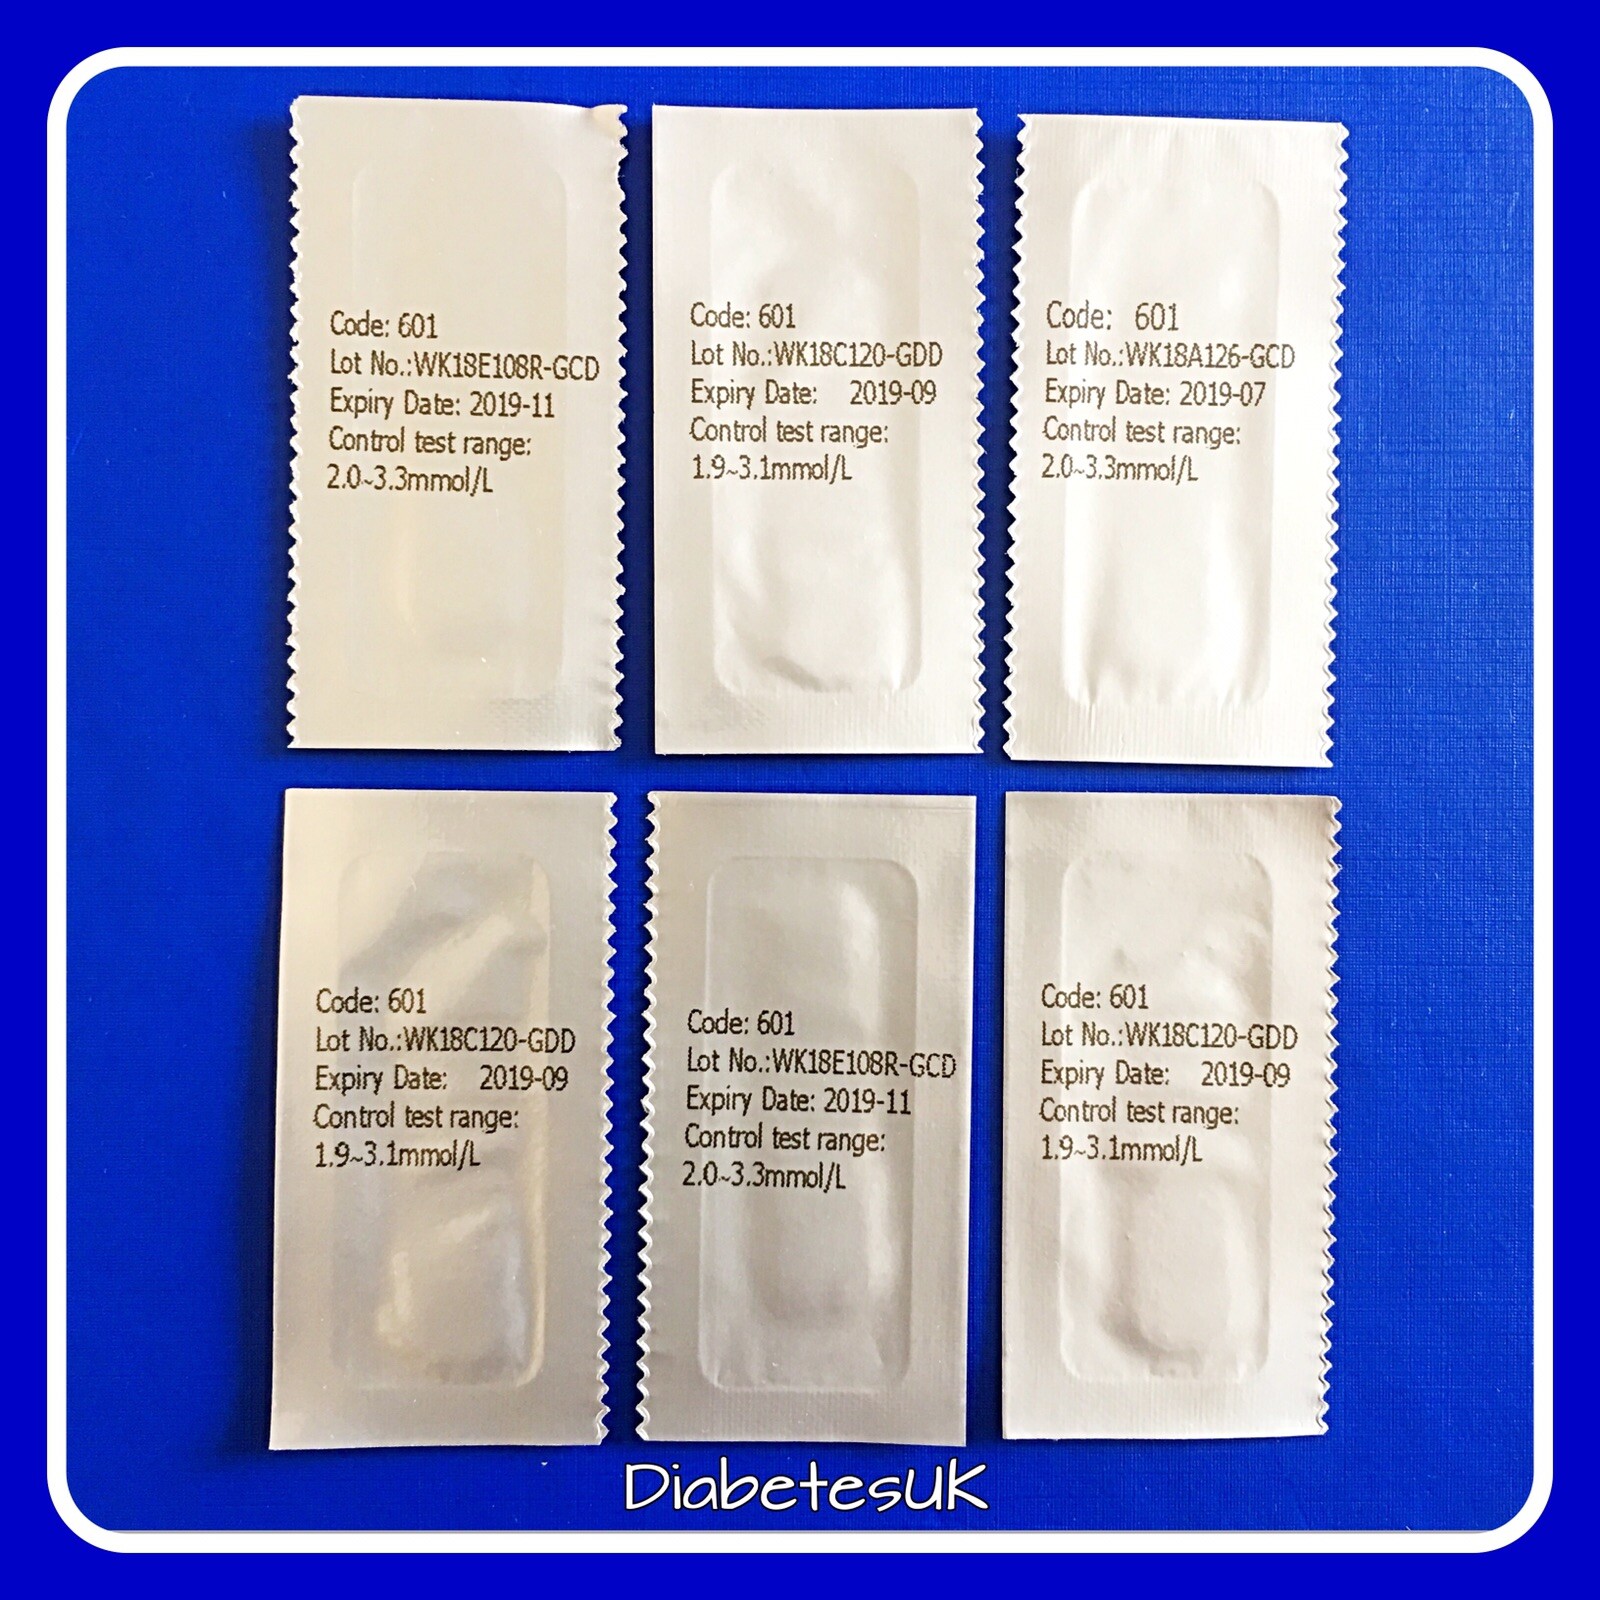 Code: 601
Lot No.:WK18E108R-GCD
Expiry Date: 2019-11
Control test range:
2.0~3.3mmol/L
Code: 601
Lot No.:WK18C120-GDD
Expiry Date: 2019-09
Control test range:
1.9~3.1mmol/L
Code: 601
Lot No.:WK18A126-GCD
Expiry Date: 2019-07
Control test range:
2.0~3.3mmol/L
Code: 601
Lot No.:WK18C120-GDD
Expiry Date: 2019-09
Control test range:
1.9~3.1mmol/L
Code: 601
Lot No.:WK18E108R-GCD
Expiry Date: 2019-11
Control test range:
2.0~3.3mmol/L
Code: 601
Lot No.:WK18C120-GDD
Expiry Date: 2019-09
Control test range:
1.9~3.1mmol/L
DiabetesUK